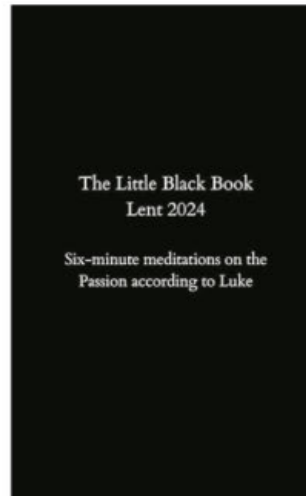 The Little Black Book
Lent 2024
Six-minute meditations on the
Passion according to Luke